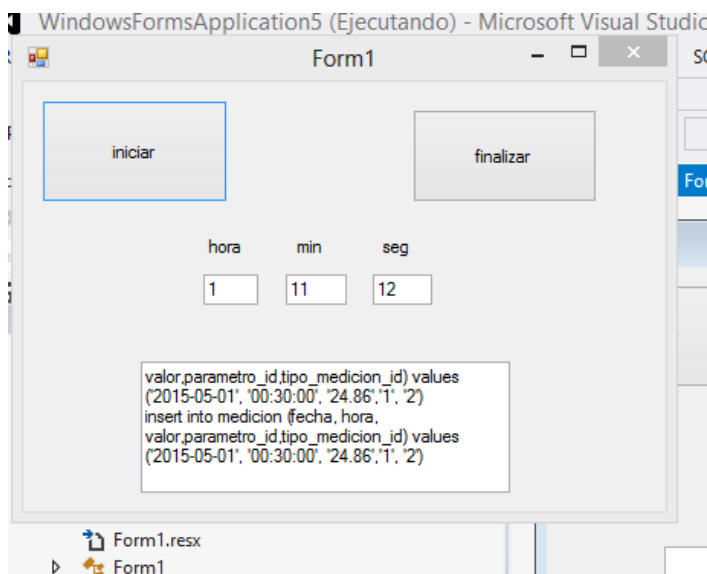 WindowsFormsApplication5 (Ejecutando) - Microsoft Visual Studio
Form1
iniciar
finalizar
hora min seg
1 11 12
valor,parametro_id,tipo_medicion_id) values
('2015-05-01', '00:30:00', '24.86','1', '2')
insert into medicion (fecha, hora,
valor,parametro_id,tipo_medicion_id) values
('2015-05-01', '00:30:00', '24.86','1', '2')
Form1.resx
Form1